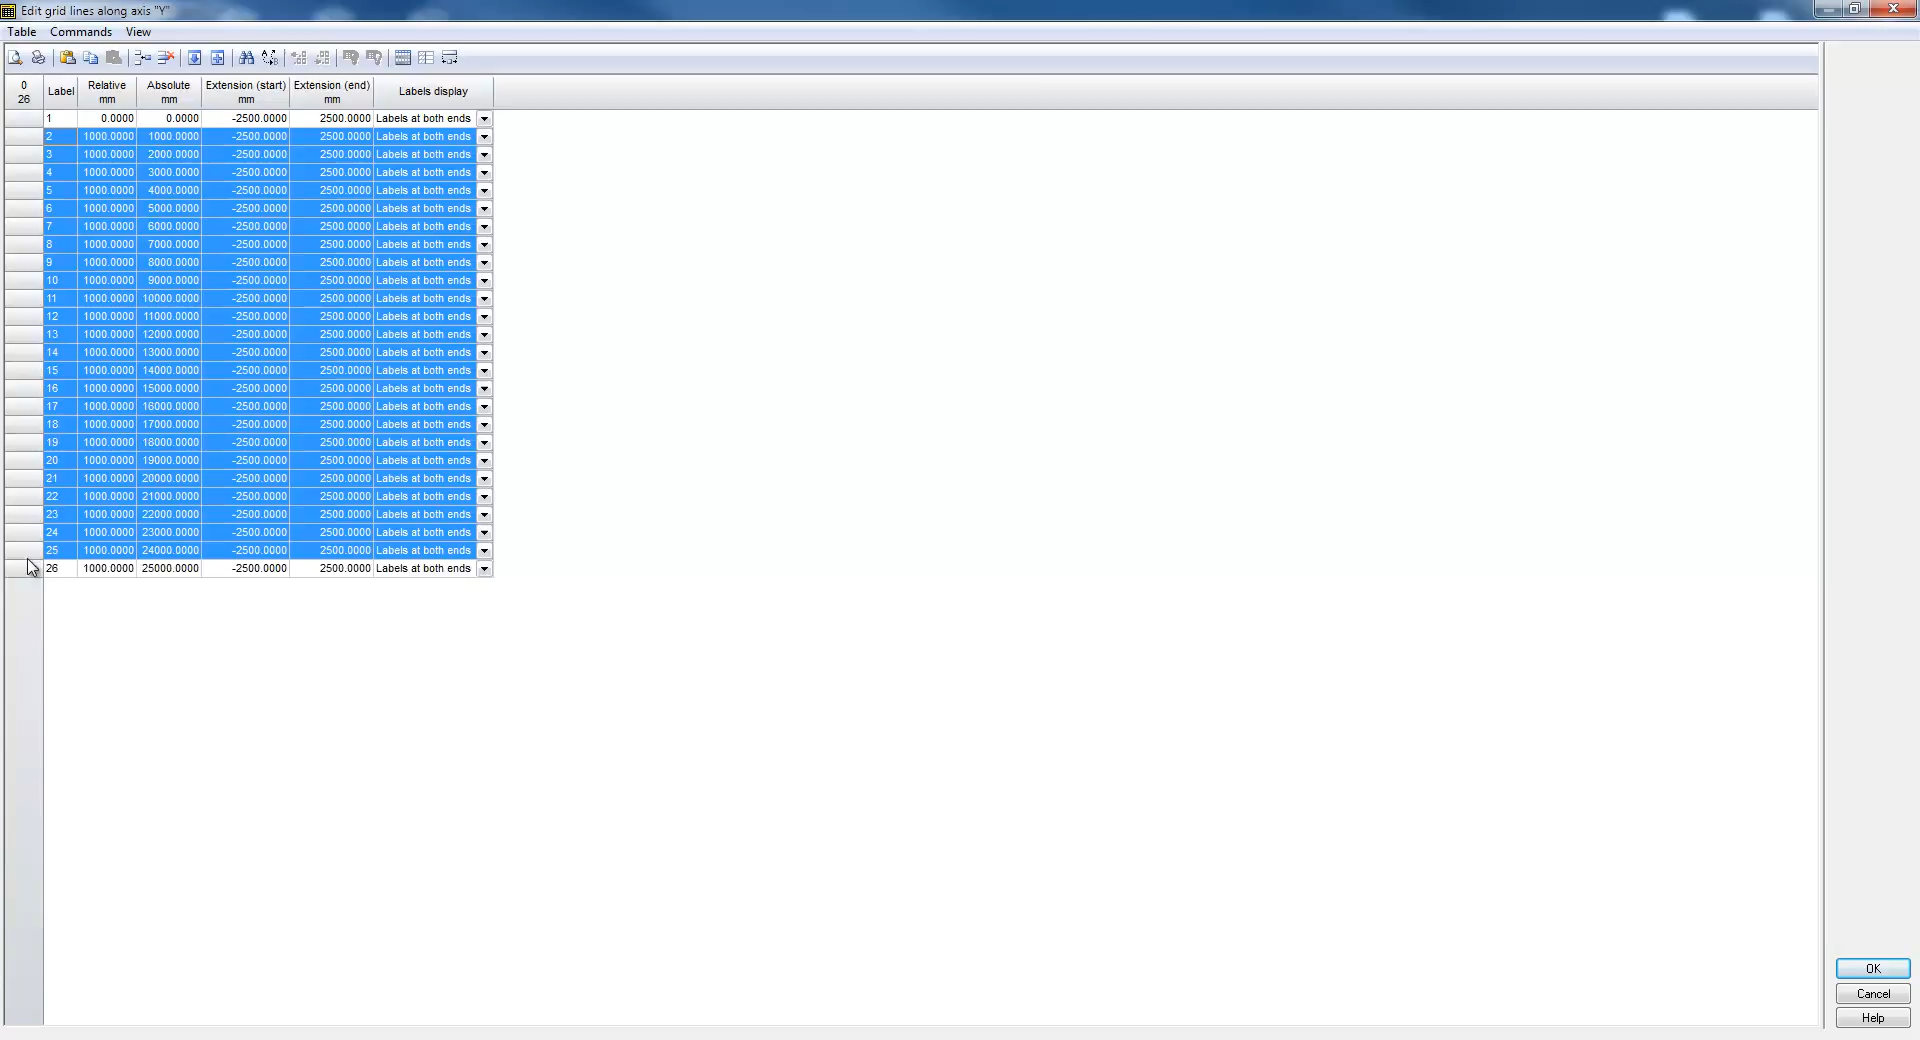 Edit grid lines along axis "Y"
Table Commands View
0 26 Label Relative mm Absolute mm Extension (start) mm Extension (end) mm Labels display
1 0.0000 0.0000 -2500.0000 2500.0000 Labels at both ends
2 1000.0000 1000.0000 -2500.0000 2500.0000 Labels at both ends
3 1000.0000 2000.0000 -2500.0000 2500.0000 Labels at both ends
4 1000.0000 3000.0000 -2500.0000 2500.0000 Labels at both ends
5 1000.0000 4000.0000 -2500.0000 2500.0000 Labels at both ends
6 1000.0000 5000.0000 -2500.0000 2500.0000 Labels at both ends
7 1000.0000 6000.0000 -2500.0000 2500.0000 Labels at both ends
8 1000.0000 7000.0000 -2500.0000 2500.0000 Labels at both ends
9 1000.0000 8000.0000 -2500.0000 2500.0000 Labels at both ends
10 1000.0000 9000.0000 -2500.0000 2500.0000 Labels at both ends
11 1000.0000 10000.0000 -2500.0000 2500.0000 Labels at both ends
12 1000.0000 11000.0000 -2500.0000 2500.0000 Labels at both ends
13 1000.0000 12000.0000 -2500.0000 2500.0000 Labels at both ends
14 1000.0000 13000.0000 -2500.0000 2500.0000 Labels at both ends
15 1000.0000 14000.0000 -2500.0000 2500.0000 Labels at both ends
16 1000.0000 15000.0000 -2500.0000 2500.0000 Labels at both ends
17 1000.0000 16000.0000 -2500.0000 2500.0000 Labels at both ends
18 1000.0000 17000.0000 -2500.0000 2500.0000 Labels at both ends
19 1000.0000 18000.0000 -2500.0000 2500.0000 Labels at both ends
20 1000.0000 19000.0000 -2500.0000 2500.0000 Labels at both ends
21 1000.0000 20000.0000 -2500.0000 2500.0000 Labels at both ends
22 1000.0000 21000.0000 -2500.0000 2500.0000 Labels at both ends
23 1000.0000 22000.0000 -2500.0000 2500.0000 Labels at both ends
24 1000.0000 23000.0000 -2500.0000 2500.0000 Labels at both ends
25 1000.0000 24000.0000 -2500.0000 2500.0000 Labels at both ends
26 1000.0000 25000.0000 -2500.0000 2500.0000 Labels at both ends
OK
Cancel
Help